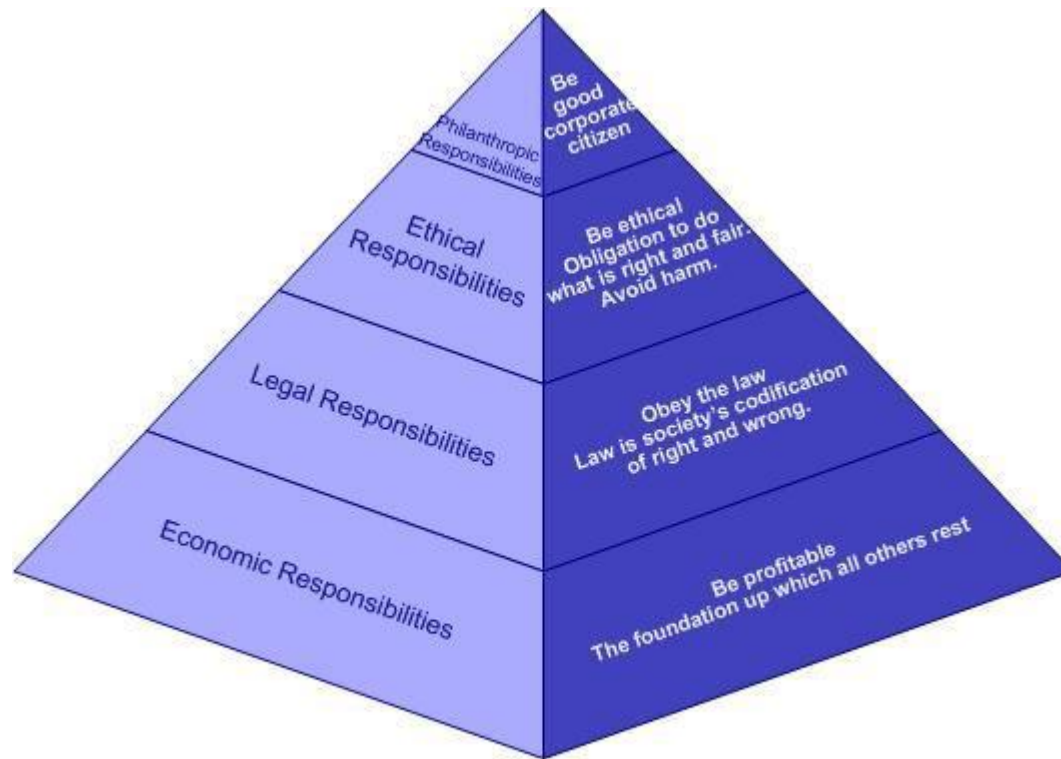 Philanthropic
Responsibilities
Be
good
corporate
citizen
Ethical
Responsibilities
Be ethical
Obligation to do
what is right and fair.
Avoid harm.
Legal Responsibilities
Obey the law
Law is society’s codification
of right and wrong.
Economic Responsibilities
Be profitable
The foundation up which all others rest